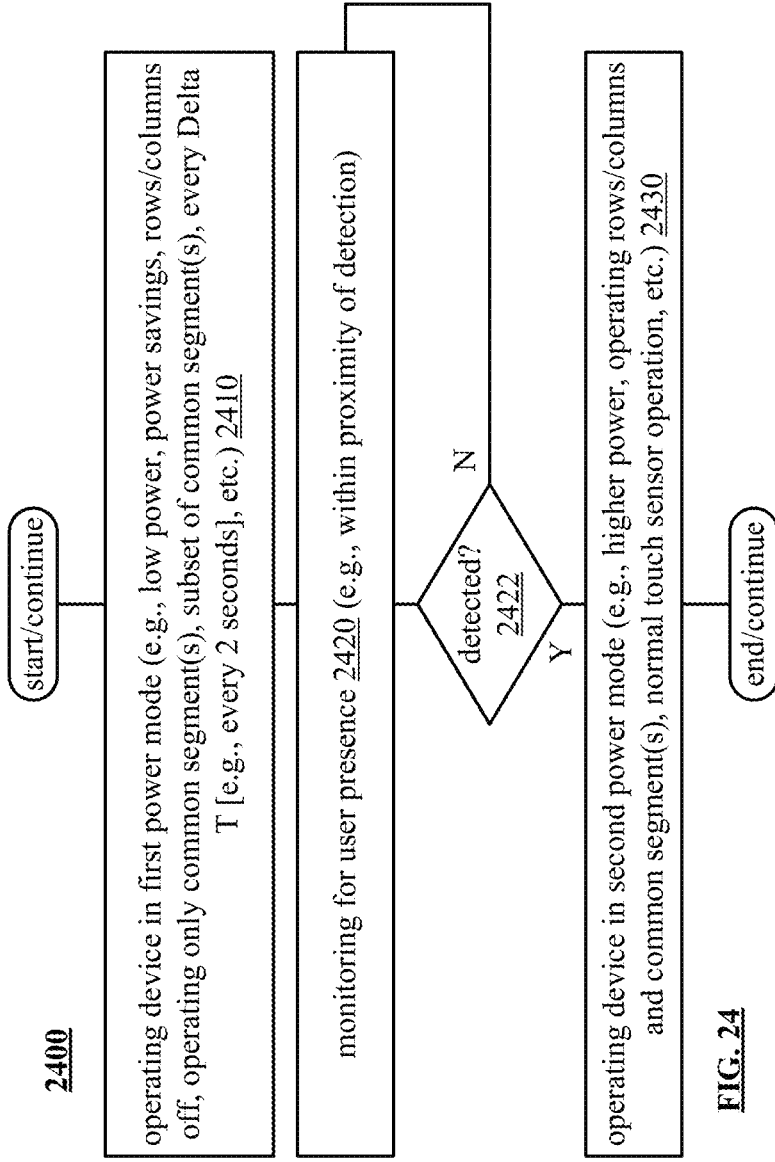 2400
start/continue
operating device in first power mode (e.g., low power, power savings, rows/columns
off, operating only common segment(s), subset of common segment(s), every Delta
T [e.g., every 2 seconds], etc.) 2410
monitoring for user presence 2420 (e.g., within proximity of detection)
detected?
2422
N
Y
operating device in second power mode (e.g., higher power, operating rows/columns
and common segment(s), normal touch sensor operation, etc.) 2430
end/continue
FIG. 24